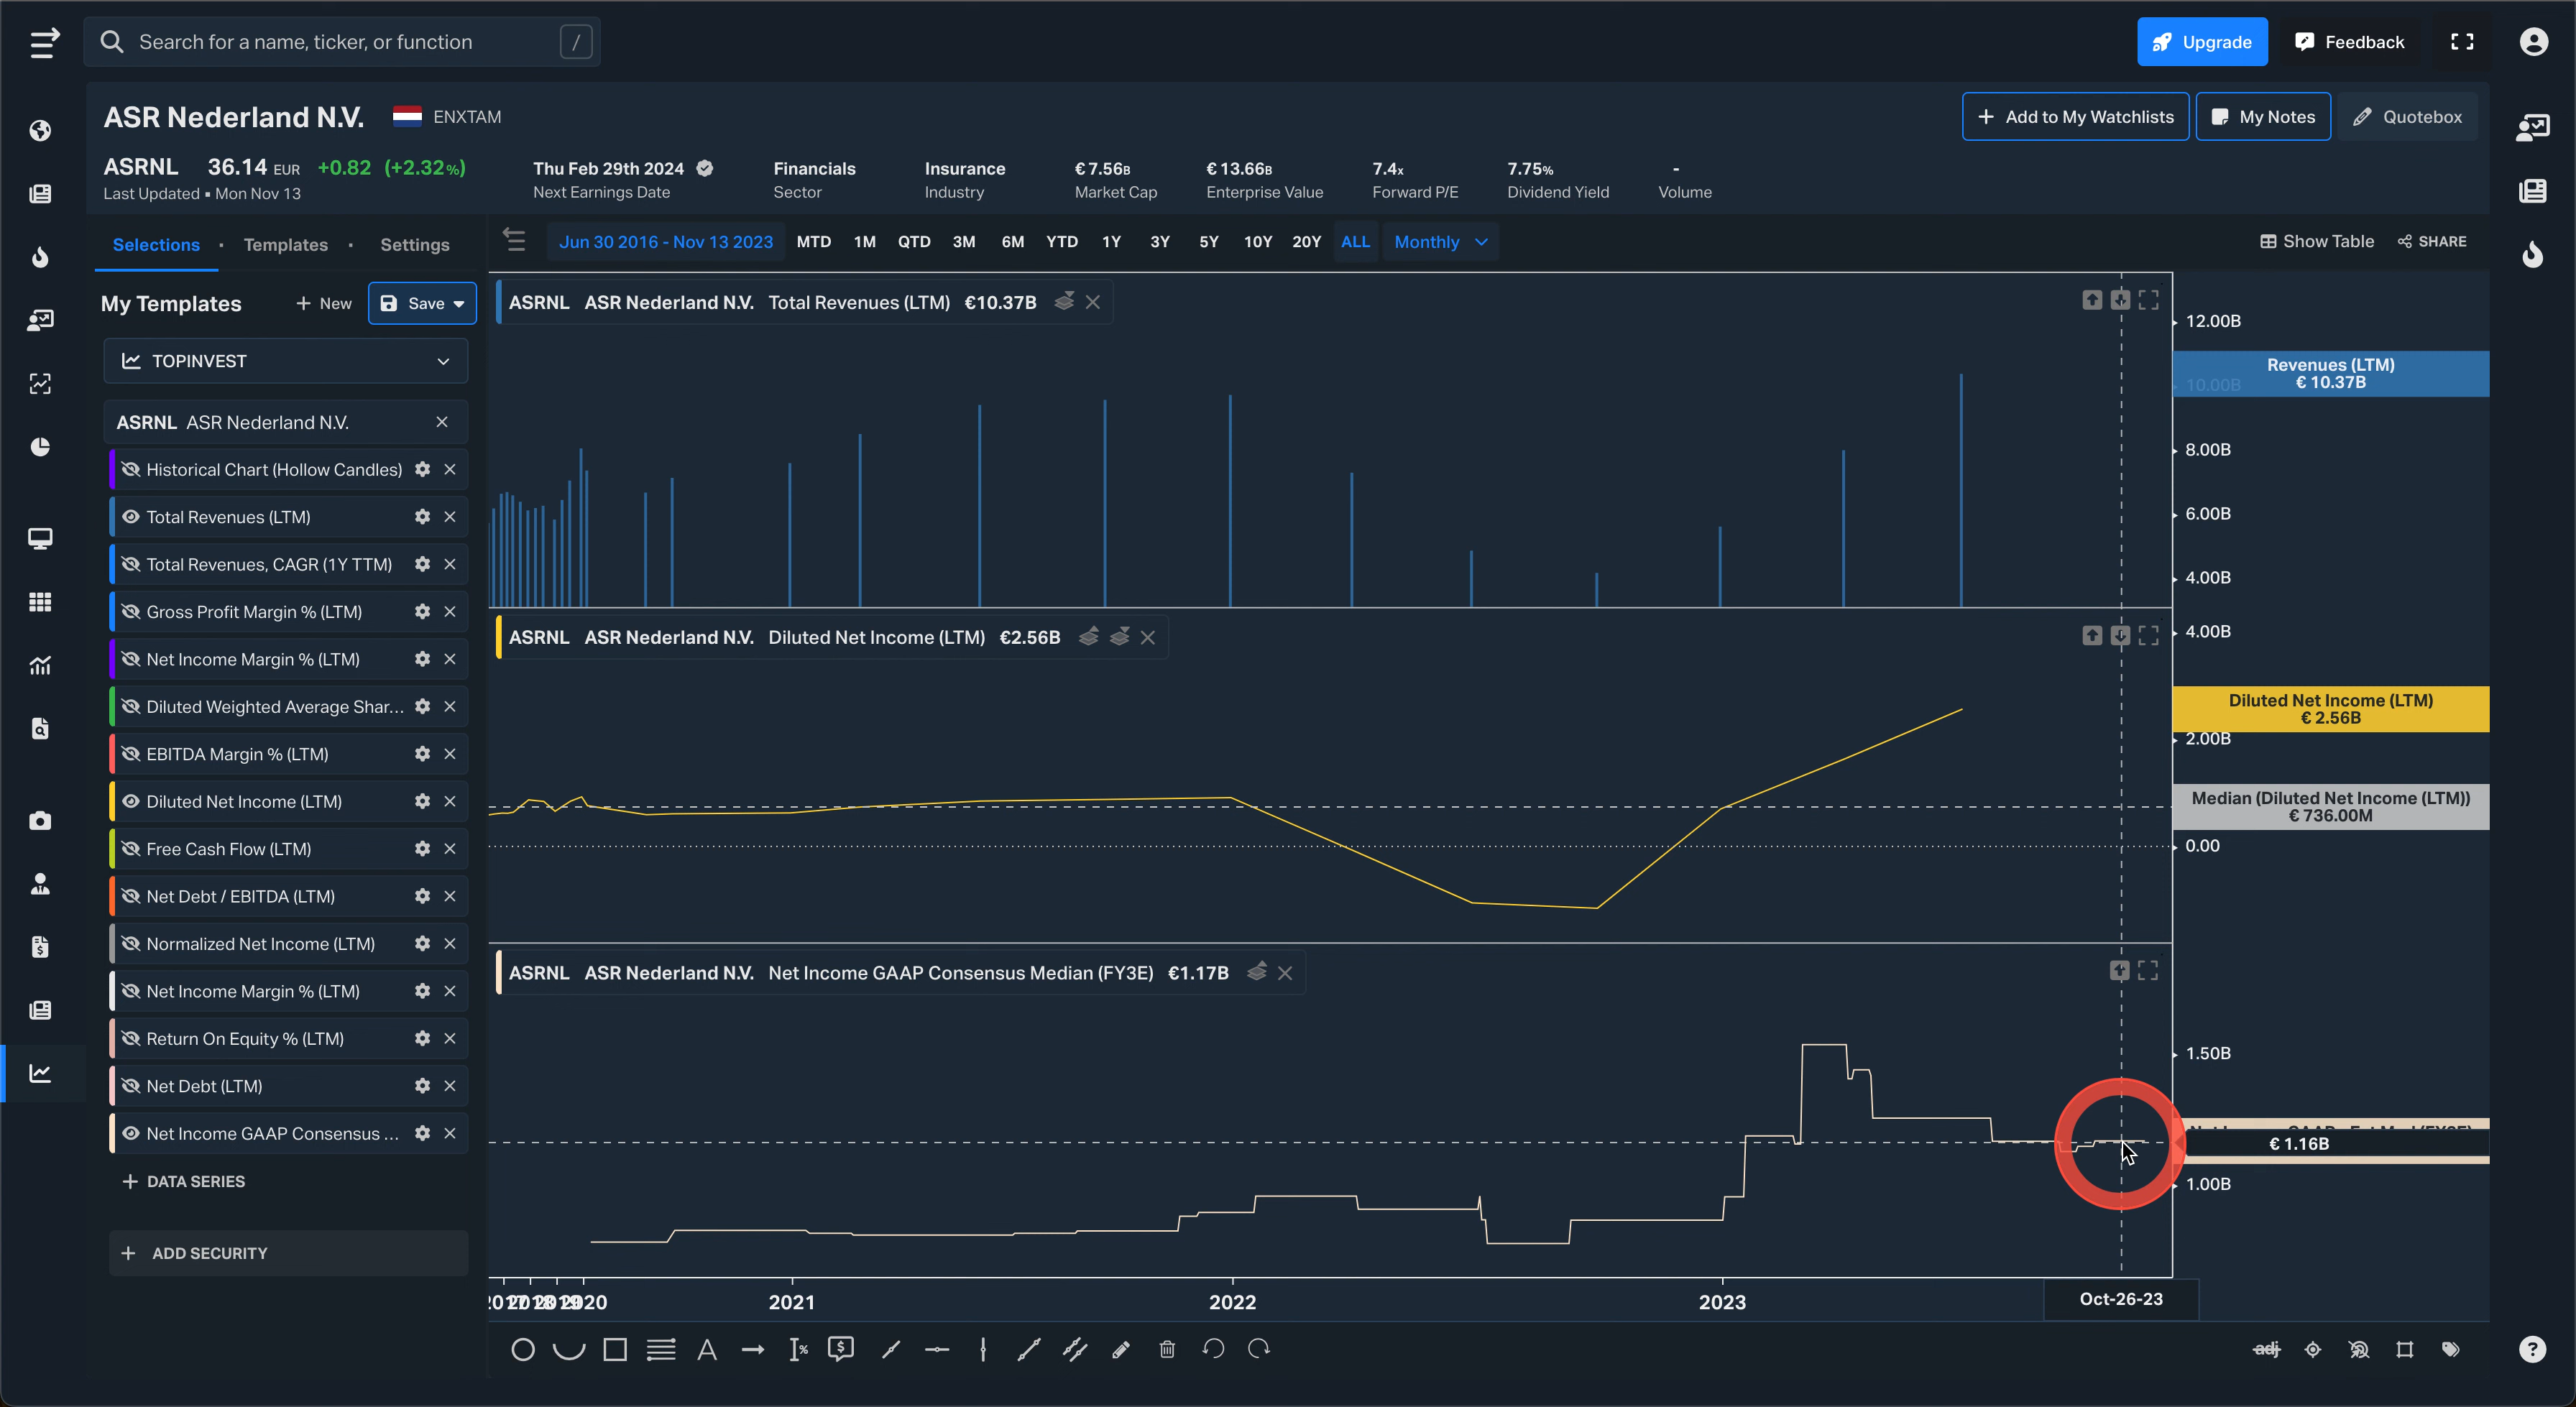 Search for a name, ticker, or function /
Upgrade
Feedback
ASR Nederland N.V. ENXTAM
Add to My Watchlists
My Notes
Quotebox
ASRNL 36.14 EUR +0.82 (+2.32%)
Last Updated ▪ Mon Nov 13
Thu Feb 29th 2024
Next Earnings Date
Financials
Sector
Insurance
Industry
€ 7.56B
Market Cap
€ 13.66B
Enterprise Value
7.4x
Forward P/E
7.75%
Dividend Yield
-
Volume
Selections · Templates · Settings
Jun 30 2016 - Nov 13 2023 MTD 1M QTD 3M 6M YTD 1Y 3Y 5Y 10Y 20Y ALL Monthly
Show Table
SHARE
My Templates + New Save
TOPINVEST
ASRNL ASR Nederland N.V.
Historical Chart (Hollow Candles)
Total Revenues (LTM)
Total Revenues, CAGR (1Y TTM)
Gross Profit Margin % (LTM)
Net Income Margin % (LTM)
Diluted Weighted Average Shar...
EBITDA Margin % (LTM)
Diluted Net Income (LTM)
Free Cash Flow (LTM)
Net Debt / EBITDA (LTM)
Normalized Net Income (LTM)
Net Income Margin % (LTM)
Return On Equity % (LTM)
Net Debt (LTM)
Net Income GAAP Consensus ...
+ DATA SERIES
+ ADD SECURITY
ASRNL ASR Nederland N.V. Total Revenues (LTM) €10.37B
12.00B
Revenues (LTM)
€ 10.37B
10.00B
8.00B
6.00B
4.00B
ASRNL ASR Nederland N.V. Diluted Net Income (LTM) €2.56B
4.00B
Diluted Net Income (LTM)
€ 2.56B
2.00B
Median (Diluted Net Income (LTM))
€ 736.00M
0.00
ASRNL ASR Nederland N.V. Net Income GAAP Consensus Median (FY3E) €1.17B
1.50B
€ 1.16B
1.00B
2020
2021
2022
2023
Oct-26-23
A
%
$
adj
?